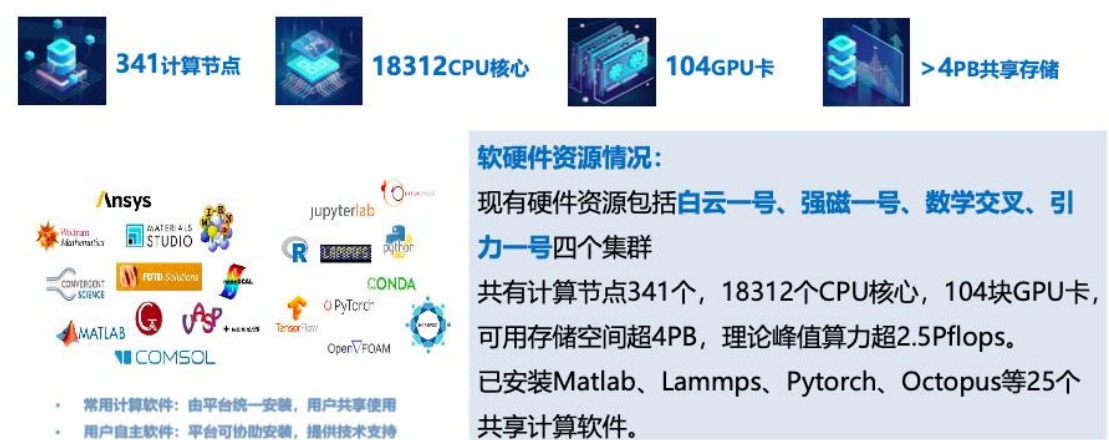 341计算节点
18312CPU核心
104GPU卡
>4PB共享存储
Ansys
Wolfram
Mathematica
MATERIALS
STUDIO
WIEN
CONVERGENT
SCIENCE
FDTD Solutions
MATLAB
VASP
COMSOL
jupyterlab
R
LAMMPS
python
CONDA
TensorFlow
PyTorch
Open∇FOAM
常用计算软件：由平台统一安装，用户共享使用
用户自主软件：平台可协助安装，提供技术支持
软硬件资源情况：
现有硬件资源包括白云一号、强磁一号、数学交叉、引
力一号四个集群
共有计算节点341个，18312个CPU核心，104块GPU卡，
可用存储空间超4PB，理论峰值算力超2.5Pflops。
已安装Matlab、Lammps、Pytorch、Octopus等25个
共享计算软件。